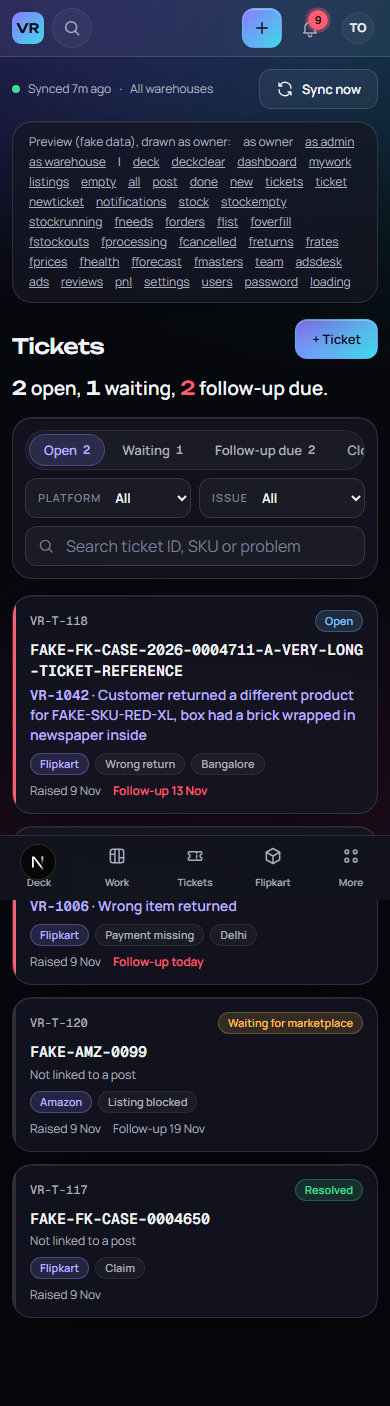 VR
9
TO
Synced 7m ago · All warehouses
Sync now
Preview (fake data), drawn as owner: as owner as admin
as warehouse | deck deckclear dashboard mywork
listings empty all post done new tickets ticket
newticket notifications stock stockempty
stockrunning fneeds forders flist foverfill
fstockouts fprocessing fcancelled freturns frates
fprices fhealth fforecast fmasters team adsdesk
ads reviews pnl settings users password loading
Tickets
+ Ticket
2 open, 1 waiting, 2 follow-up due.
Open 2 Waiting 1 Follow-up due 2 Clo
PLATFORM All ISSUE All
Search ticket ID, SKU or problem
VR-T-118 Open
FAKE-FK-CASE-2026-0004711-A-VERY-LONG
-TICKET-REFERENCE
VR-1042 · Customer returned a different product
for FAKE-SKU-RED-XL, box had a brick wrapped in
newspaper inside
Flipkart Wrong return Bangalore
Raised 9 Nov Follow-up 13 Nov
N
Deck Work Tickets Flipkart More
VR-1006 · Wrong item returned
Flipkart Payment missing Delhi
Raised 9 Nov Follow-up today
VR-T-120 Waiting for marketplace
FAKE-AMZ-0099
Not linked to a post
Amazon Listing blocked
Raised 9 Nov Follow-up 19 Nov
VR-T-117 Resolved
FAKE-FK-CASE-0004650
Not linked to a post
Flipkart Claim
Raised 9 Nov